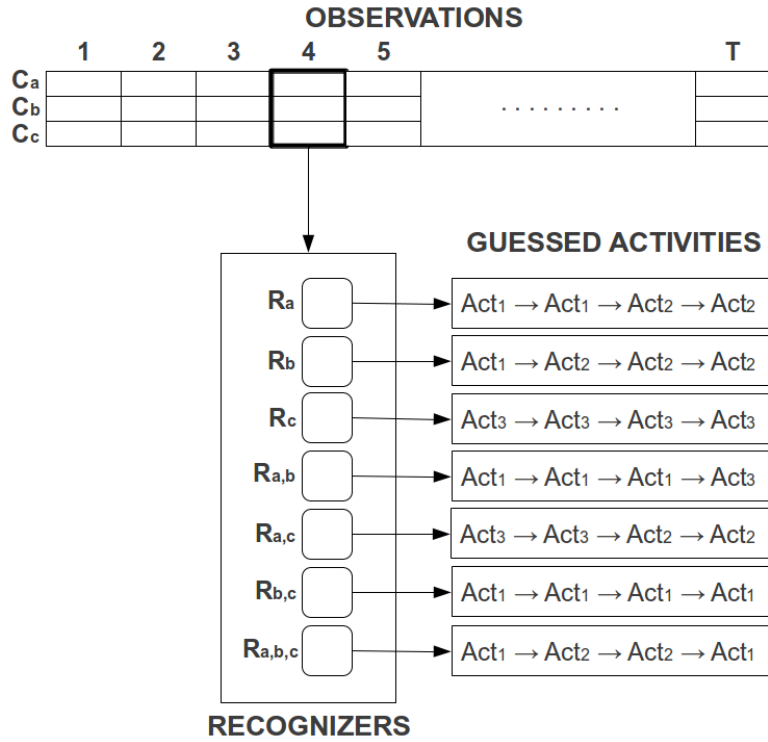 OBSERVATIONS
1 2 3 4 5 T
Ca
Cb
Cc
. . . . . . . . .
GUESSED ACTIVITIES
Ra Act1 → Act1 → Act2 → Act2
Rb Act1 → Act2 → Act2 → Act2
Rc Act3 → Act3 → Act3 → Act3
Ra,b Act1 → Act1 → Act1 → Act3
Ra,c Act3 → Act3 → Act2 → Act2
Rb,c Act1 → Act1 → Act1 → Act1
Ra,b,c Act1 → Act2 → Act2 → Act1
RECOGNIZERS